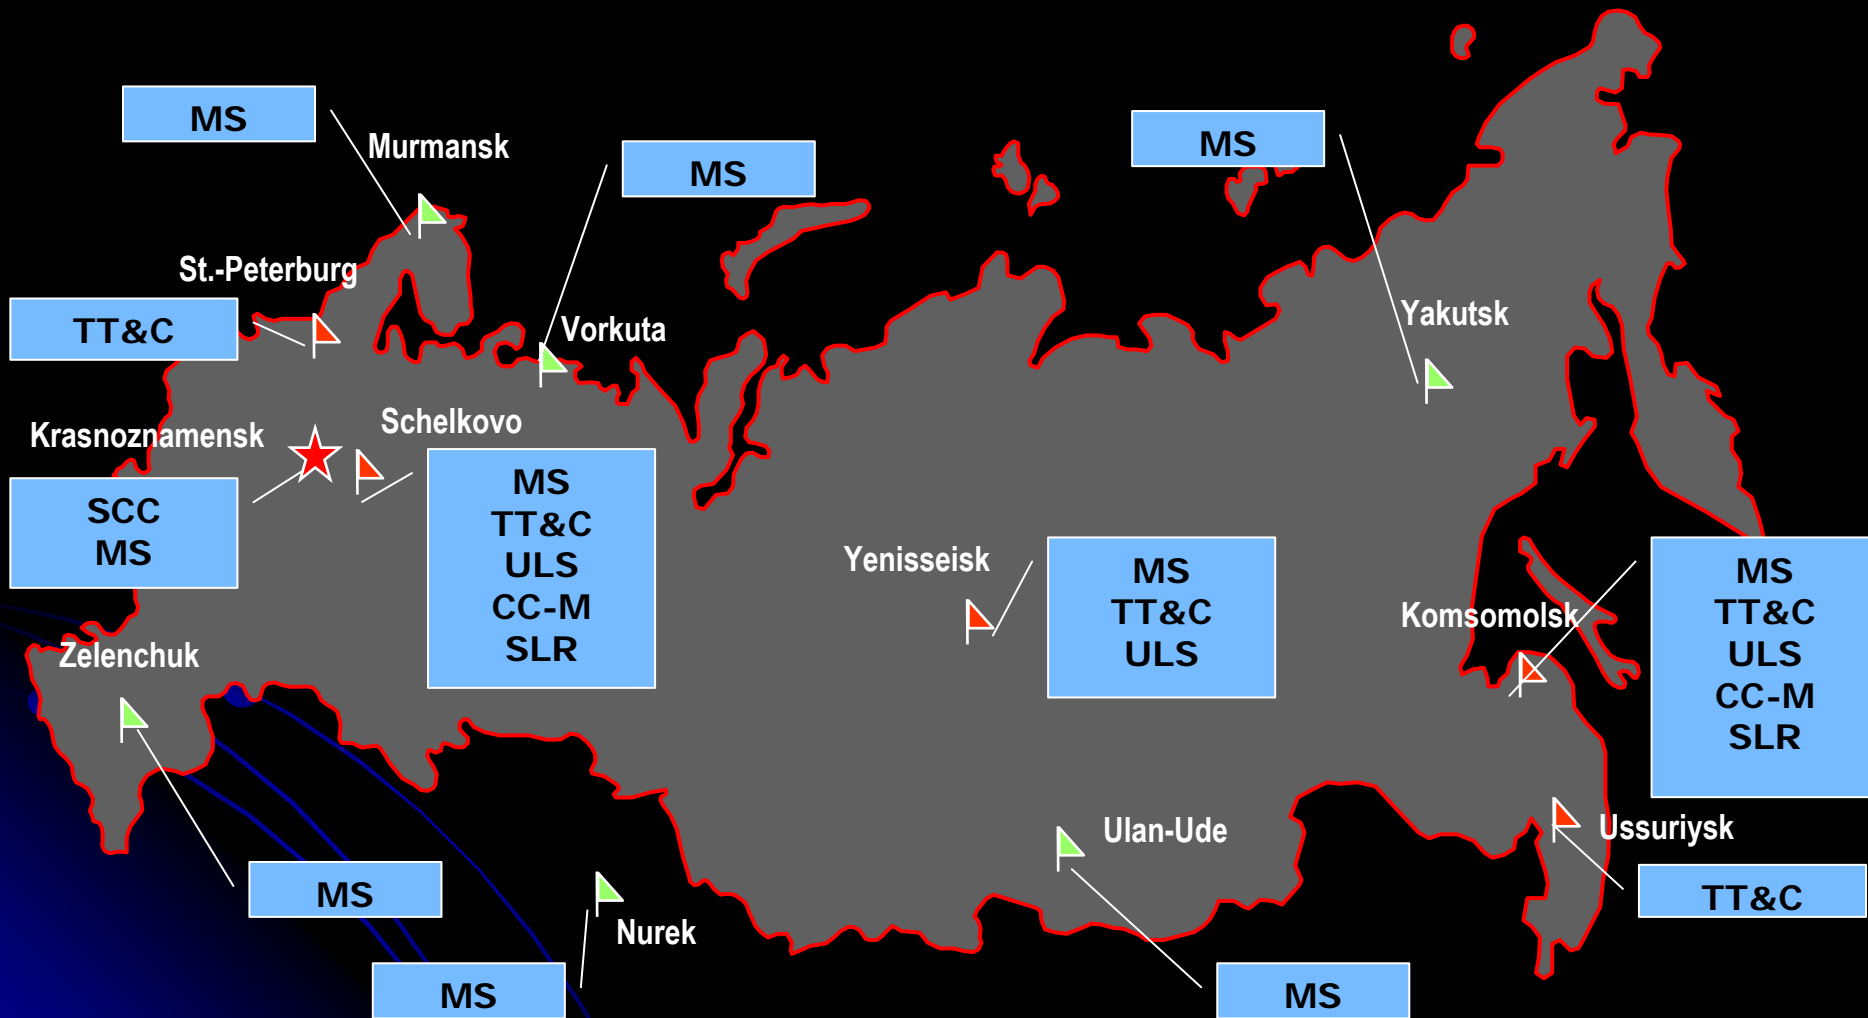 MS
Murmansk
MS
MS
St.-Peterburg
TT&C
Vorkuta
Yakutsk
Krasnoznamensk
Schelkovo
SCC
MS
MS
TT&C
ULS
CC-M
SLR
Yenisseisk
MS
TT&C
ULS
Komsomolsk
MS
TT&C
ULS
CC-M
SLR
Zelenchuk
MS
Nurek
MS
Ulan-Ude
MS
Ussuriysk
TT&C